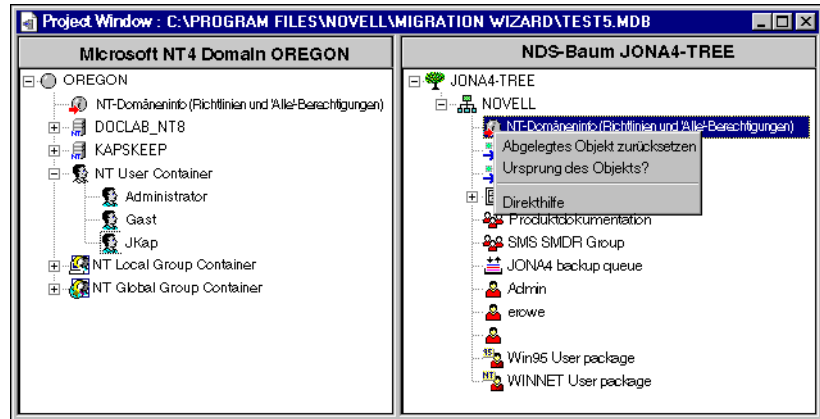 Project Window : C:\PROGRAM FILES\NOVELL\MIGRATION WIZARD\TEST5.MDB
Microsoft NT4 Domain OREGON
OREGON
NT-Domäneninfo (Richtlinien und 'Alle'-Berechtigungen)
DOCLAB_NT8
KAPSKEEP
NT User Container
Administrator
Gast
JKap
NT Local Group Container
NT Global Group Container
NDS-Baum JONA4-TREE
JONA4-TREE
NOVELL
NT-Domäneninfo (Richtlinien und 'Alle'-Berechtigungen)
Abgelegtes Objekt zurücksetzen
Ursprung des Objekts?
Direkthilfe
Produktdokumentation
SMS SMDR Group
JONA4 backup queue
Admin
erowe
Win95 User package
WINNET User package